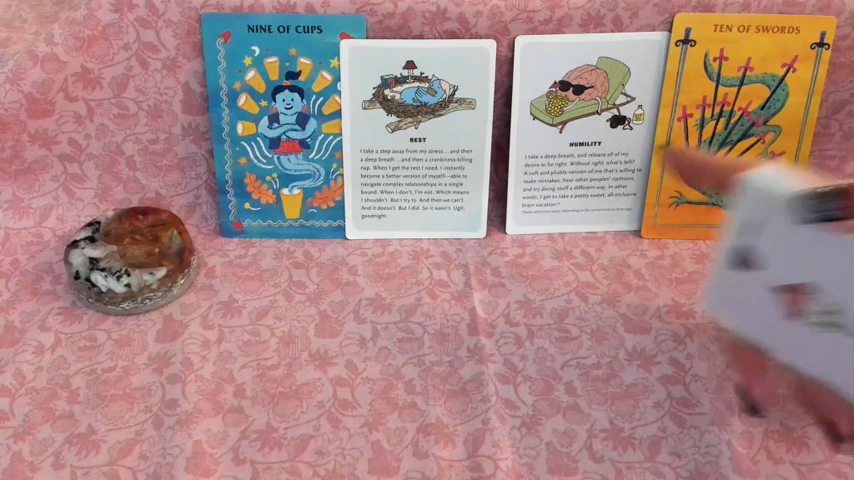 NINE OF CUPS
REST
I take a step away from my stress . . . and then
a deep breath . . . and then a crankiness-killing
nap. When I get the rest I need, I instantly
become a better version of myself—able to
navigate complex relationships in a single
bound. When I don't, I'm not. Which means
I shouldn't. But I try to. And then we can't.
And it doesn't. But I did. So it wasn't. Ugh,
goodnight.
HUMILITY
I take a deep breath, and release all of my
desire to be right. Without right, what's left?
A soft and pliable version of me that's willing to
make mistakes, hear other peoples' opinions,
and try doing stuff a different way. In other
words, I get to take a pretty sweet, all-inclusive
brain vacation.*
TEN OF SWORDS